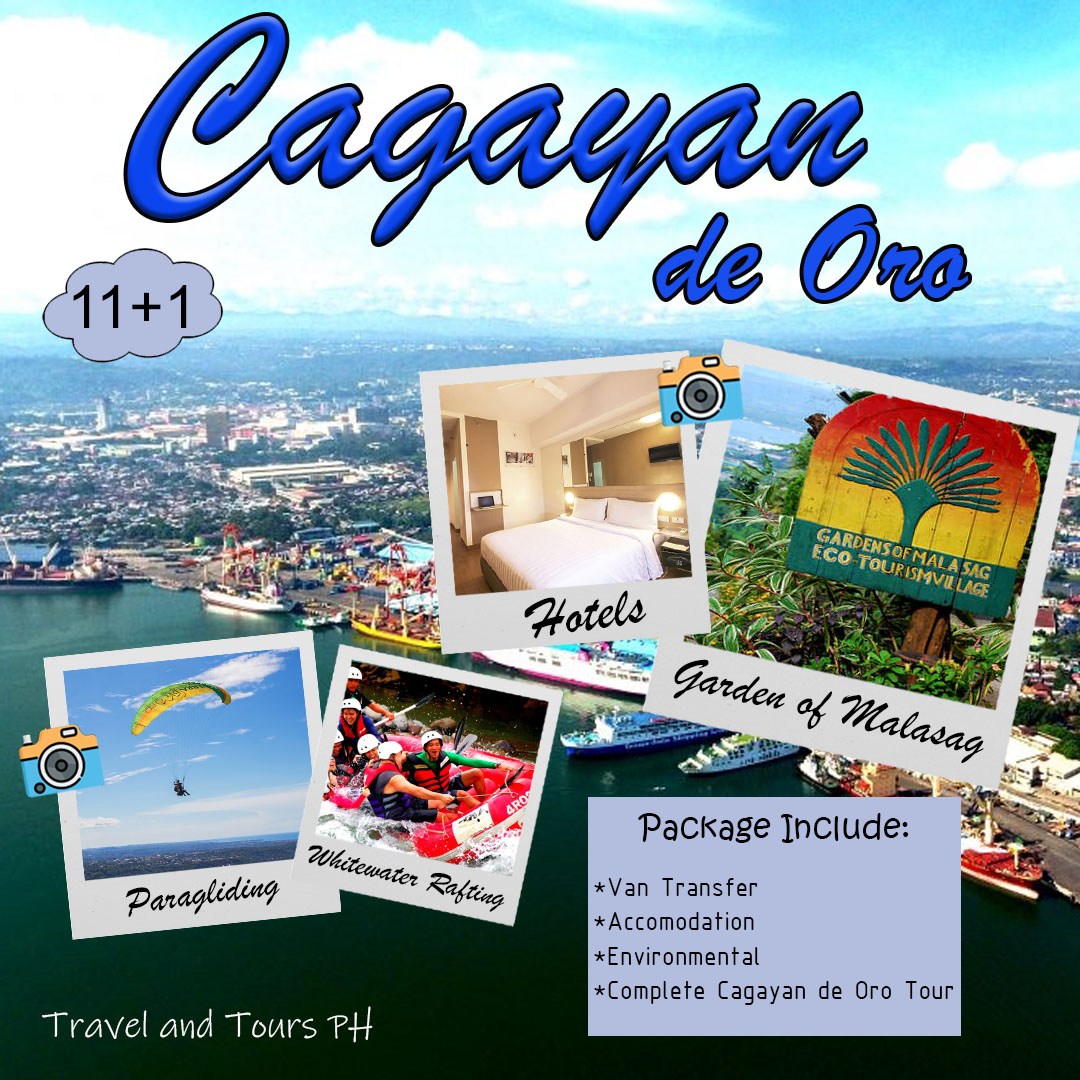 Cagayan
de Oro
11+1
Hotels
GARDENS OF MALASAG
ECO-TOURISM VILLAGE
Garden of Malasag
Paragliding
Whitewater Rafting
Package Include:
*Van Transfer
*Accomodation
*Environmental
*Complete Cagayan de Oro Tour
Travel and Tours PH